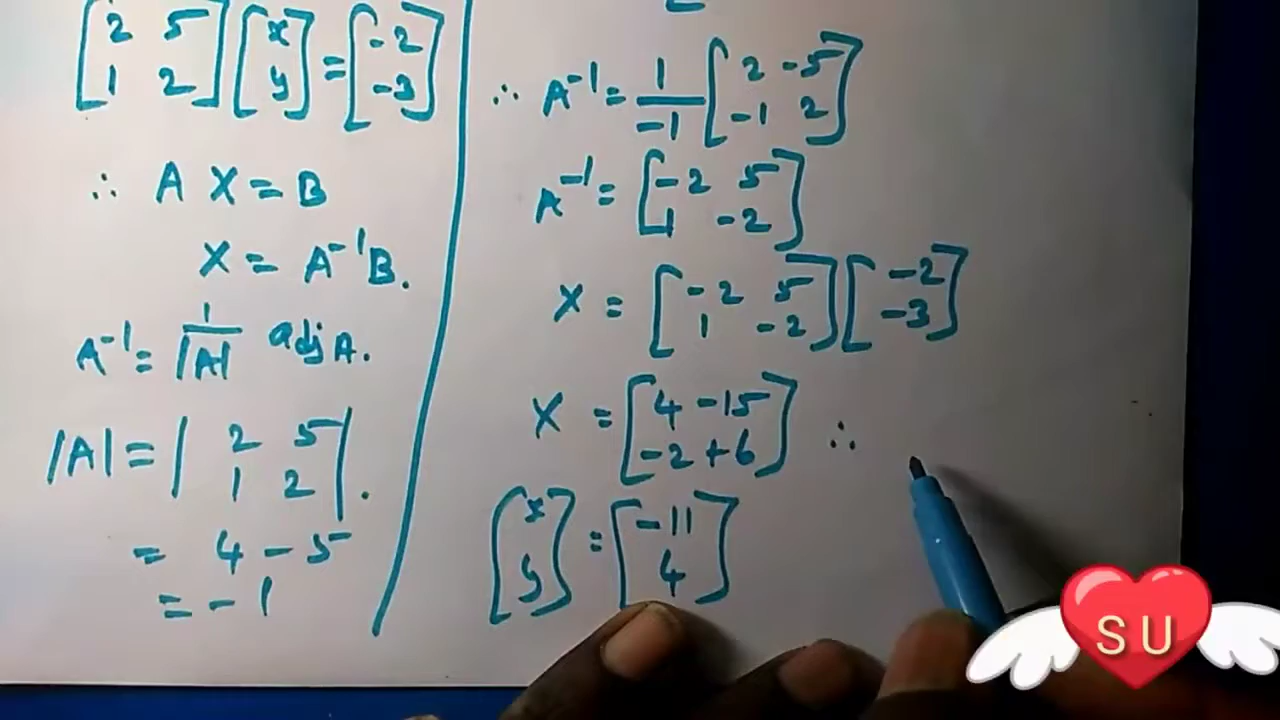 [2 5] [x] = [-2]
[1 2] [y]   [-3]
∴ A X = B
X = A⁻¹B.
A⁻¹ = 1/|A| adj A.
|A| = | 2 5 |
| 1 2 | .
= 4 - 5
= -1
∴ A⁻¹ = 1/-1 [2 -5]
[-1 2]
A⁻¹ = [-2 5]
[1 -2]
X = [-2 5] [-2]
[1 -2] [-3]
X = [4 -15] ∴
[-2 +6]
[x] = [-11]
[y]   [4]
SU